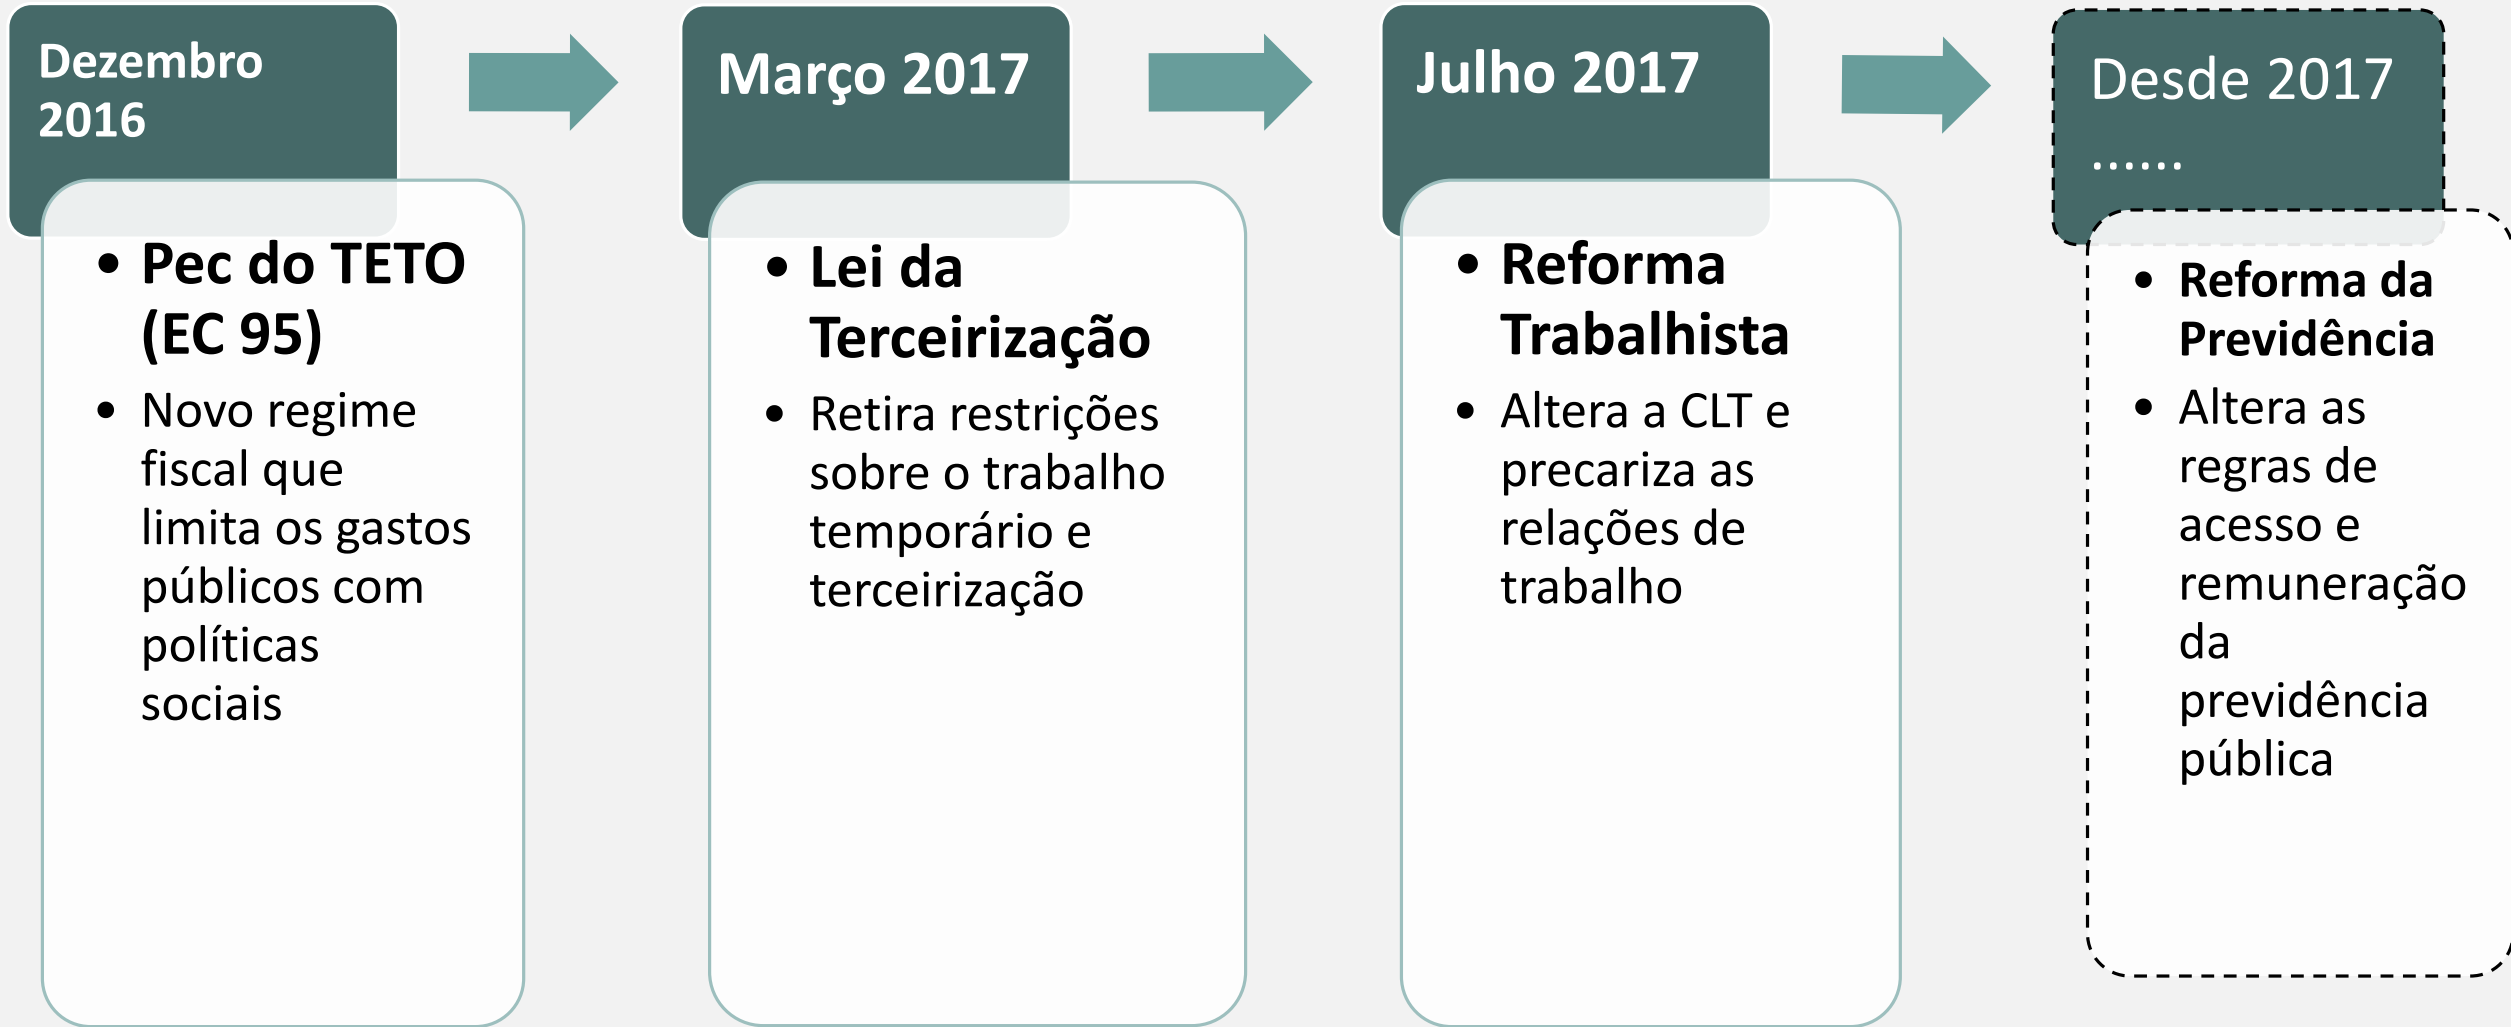 Dezembro
2016
• Pec do TETO
(EC 95)
• Novo regime
fiscal que
limita os gastos
públicos com
políticas
sociais
Março 2017
• Lei da
Terceirização
• Retira restrições
sobre o trabalho
temporário e
terceirização
Julho 2017
• Reforma
Trabalhista
• Altera a CLT e
precariza as
relações de
trabalho
Desde 2017
......
• Reforma da
Previdência
• Altera as
regras de
acesso e
remuneração
da
previdência
pública